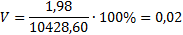 V = 1,98 / 10428,60 · 100% = 0,02